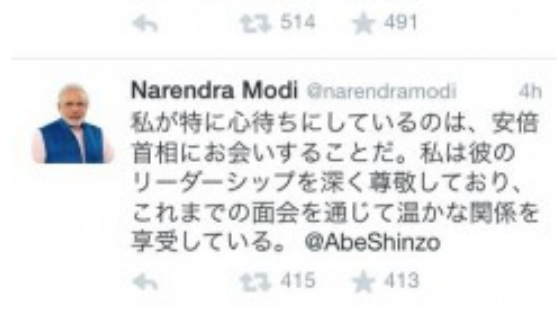 514 491
Narendra Modi @narendramodi 4h
私が特に心待ちにしているのは、安倍
首相にお会いすることだ。私は彼の
リーダーシップを深く尊敬しており、
これまでの面会を通じて温かな関係を
享受している。 @AbeShinzo
415 413